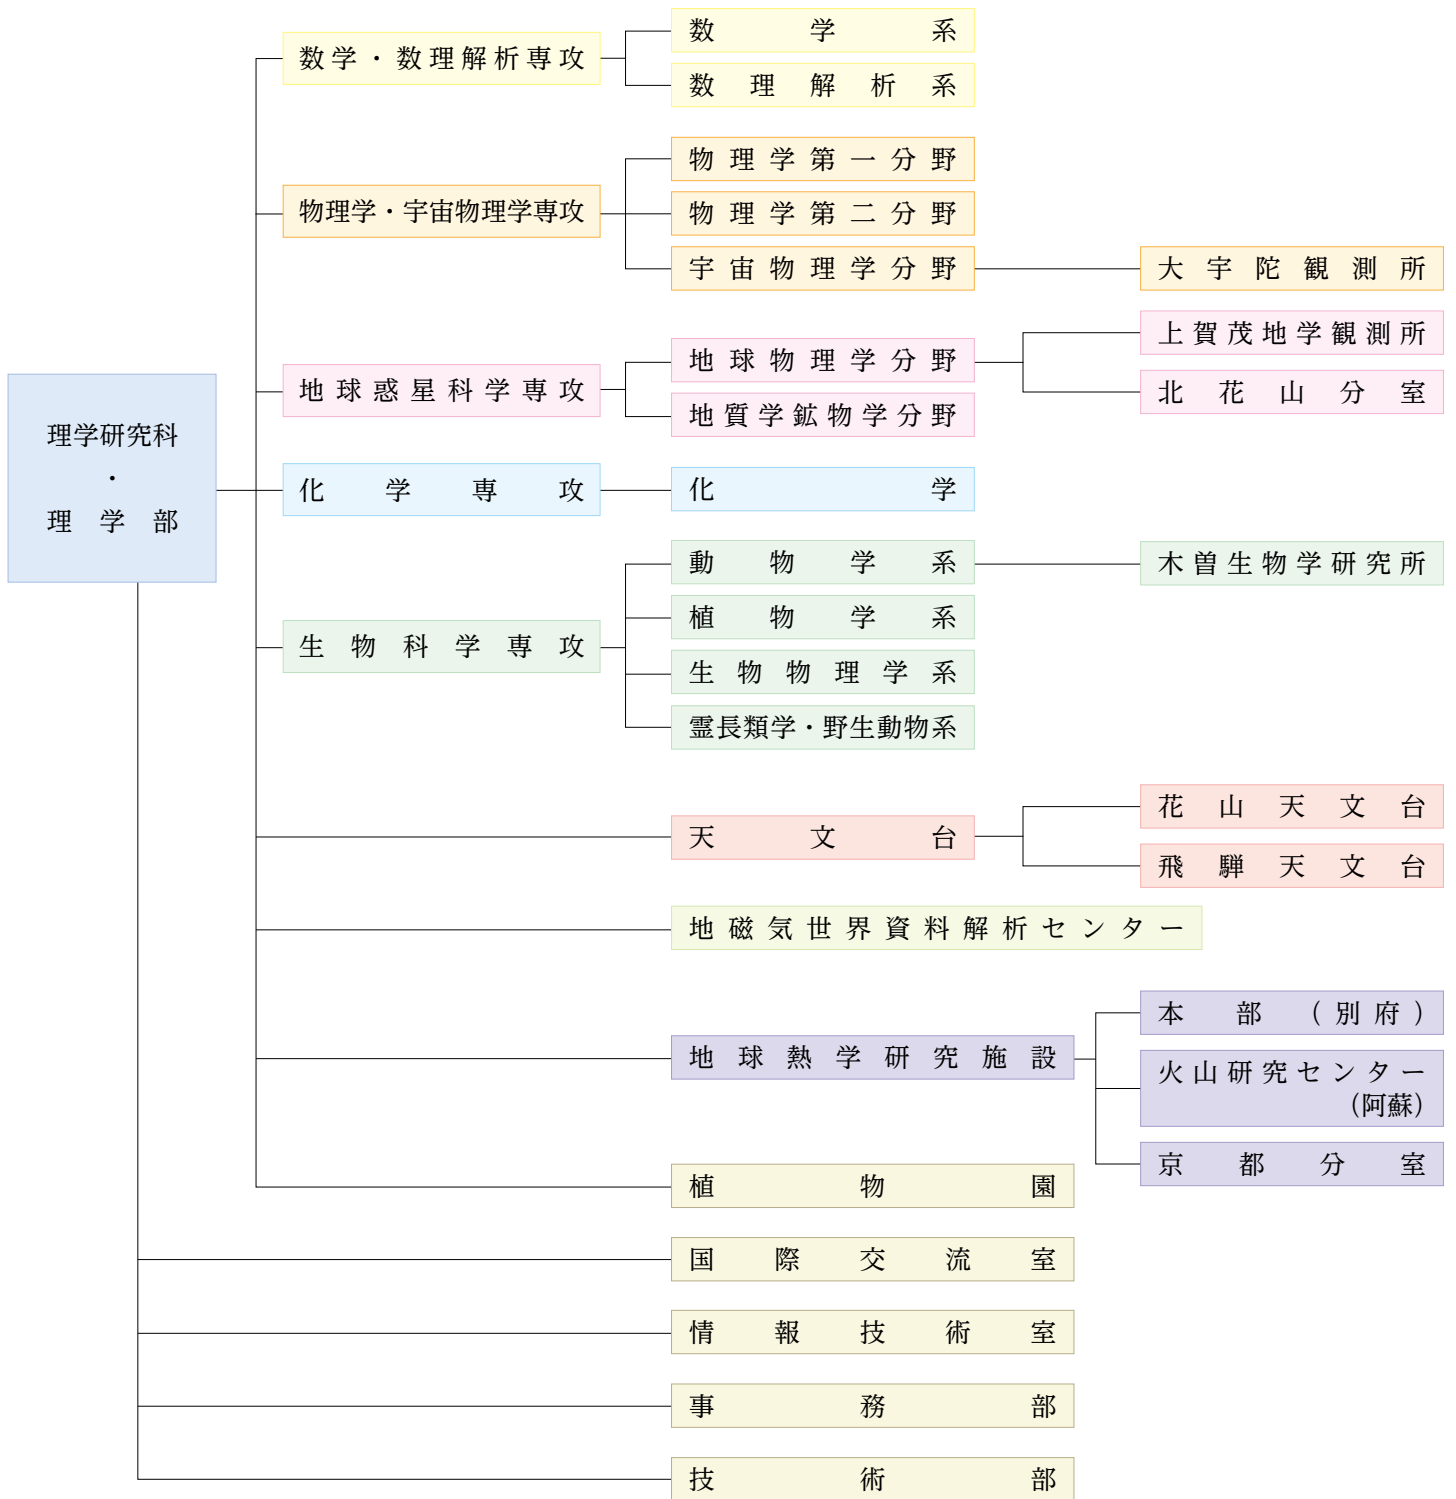 理学研究科
・
理学部
数学・数理解析専攻
数学系
数理解析系
物理学・宇宙物理学専攻
物理学第一分野
物理学第二分野
宇宙物理学分野
大宇陀観測所
地球惑星科学専攻
地球物理学分野
上賀茂地学観測所
北花山分室
地質学鉱物学分野
化学専攻
化学
生物科学専攻
動物学系
木曽生物学研究所
植物学系
生物物理学系
霊長類学・野生動物系
天文台
花山天文台
飛騨天文台
地磁気世界資料解析センター
地球熱学研究施設
本部（別府）
火山研究センター
（阿蘇）
京都分室
植物園
国際交流室
情報技術室
事務部
技術部